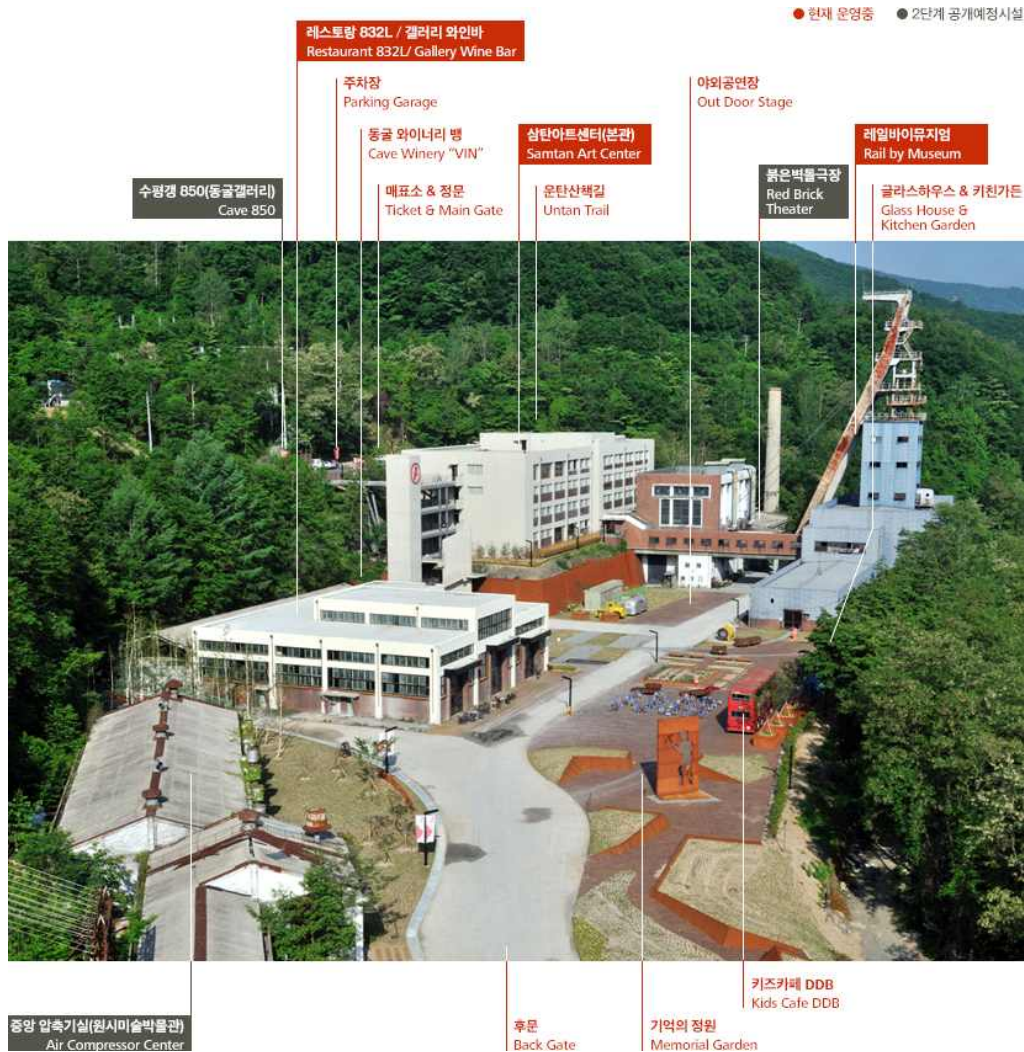 ● 현재 운영중 ● 2단계 공개예정시설
레스토랑 832L / 갤러리 와인바
Restaurant 832L/ Gallery Wine Bar
주차장
Parking Garage
야외공연장
Out Door Stage
동굴 와이너리 뱅
Cave Winery “VIN”
삼탄아트센터(본관)
Samtan Art Center
레일바이뮤지엄
Rail by Museum
수평갱 850(동굴갤러리)
Cave 850
매표소 & 정문
Ticket & Main Gate
운탄산책길
Untan Trail
붉은벽돌극장
Red Brick
Theater
글라스하우스 & 키친가든
Glass House &
Kitchen Garden
키즈카페 DDB
Kids Cafe DDB
중앙 압축기실(원시미술박물관)
Air Compressor Center
후문
Back Gate
기억의 정원
Memorial Garden